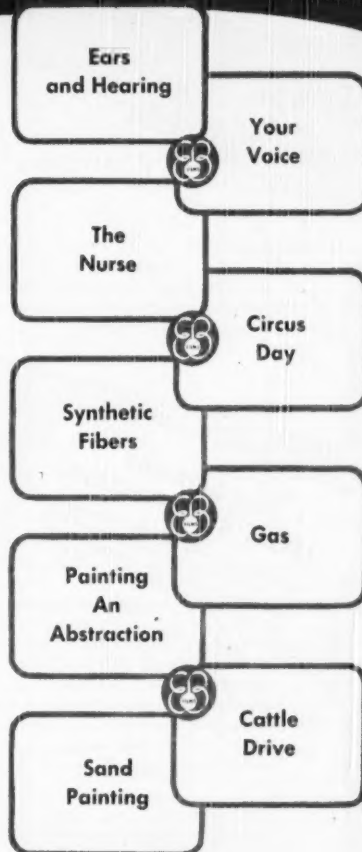 Ears
and Hearing
Your
Voice
The
Nurse
Circus
Day
Synthetic
Fibers
Gas
Painting
An
Abstraction
Cattle
Drive
Sand
Painting